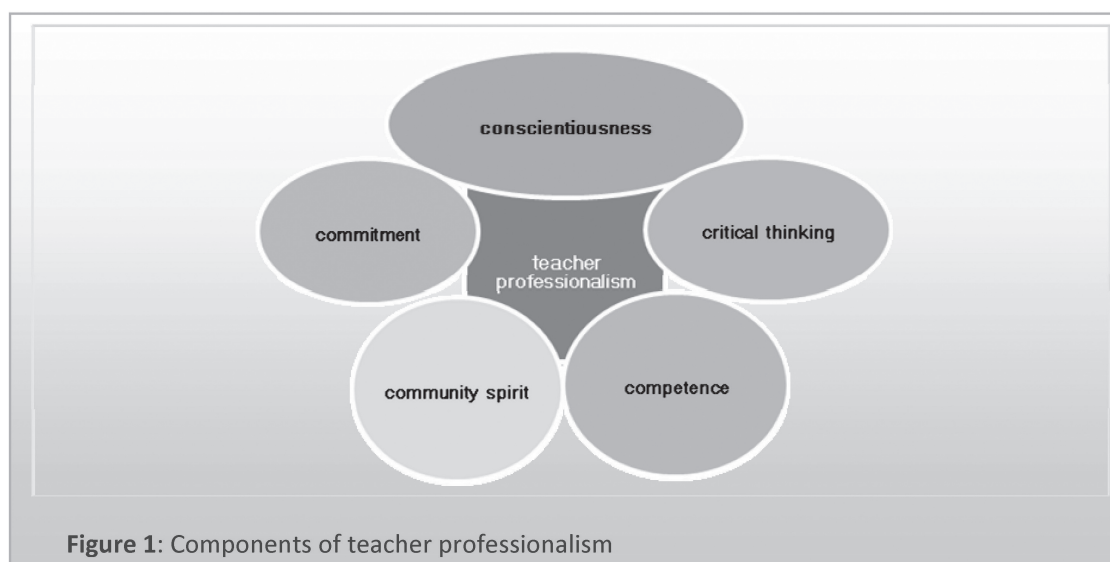 conscientiousness
commitment
critical thinking
teacher
professionalism
community spirit
competence
Figure 1: Components of teacher professionalism